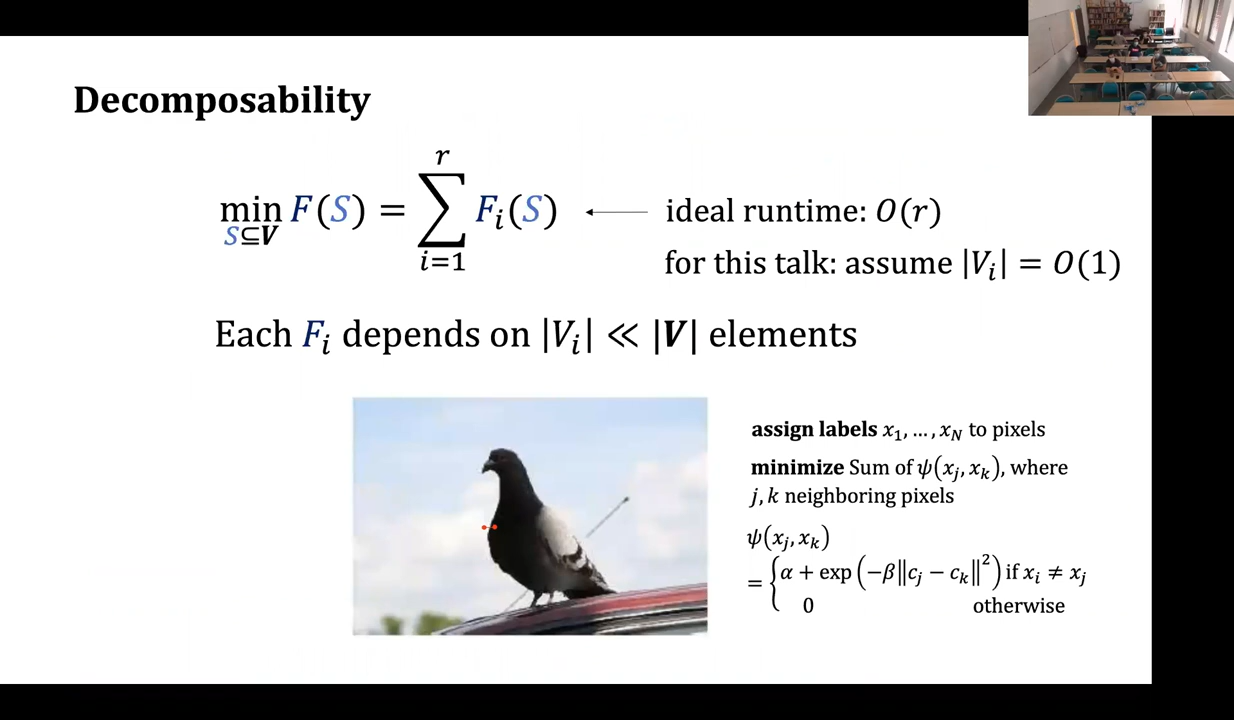 Decomposability
min_{S⊆V} F(S) = ∑_{i=1}^{r} F_i(S) ← ideal runtime: O(r)
for this talk: assume |V_i| = O(1)
Each F_i depends on |V_i| ≪ |V| elements
assign labels x_1, …, x_N to pixels
minimize Sum of ψ(x_j, x_k), where
j, k neighboring pixels
ψ(x_j, x_k)
= { α + exp (−β‖c_j − c_k‖^2) if x_i ≠ x_j
0 otherwise